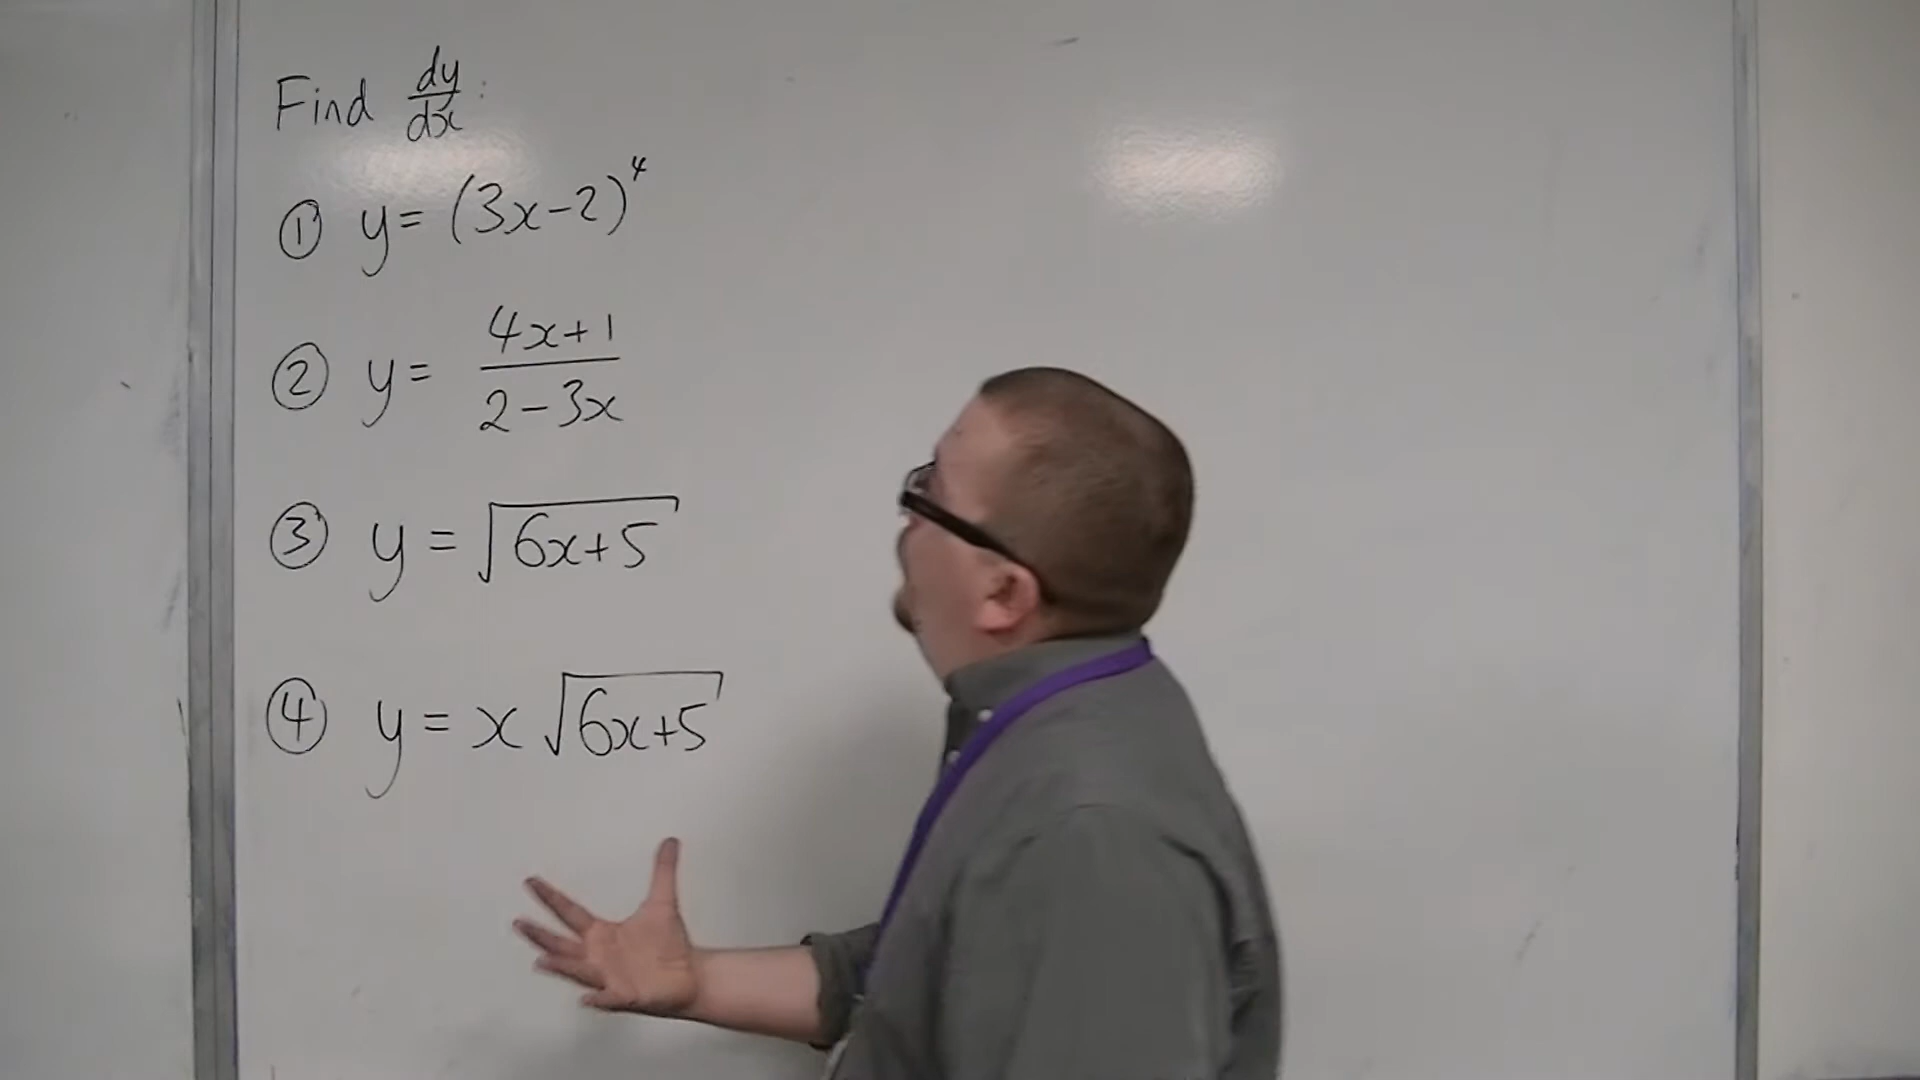 Find dy/dx:
① y = (3x-2)⁴
② y = (4x+1)/(2-3x)
③ y = √(6x+5)
④ y = x√(6x+5)